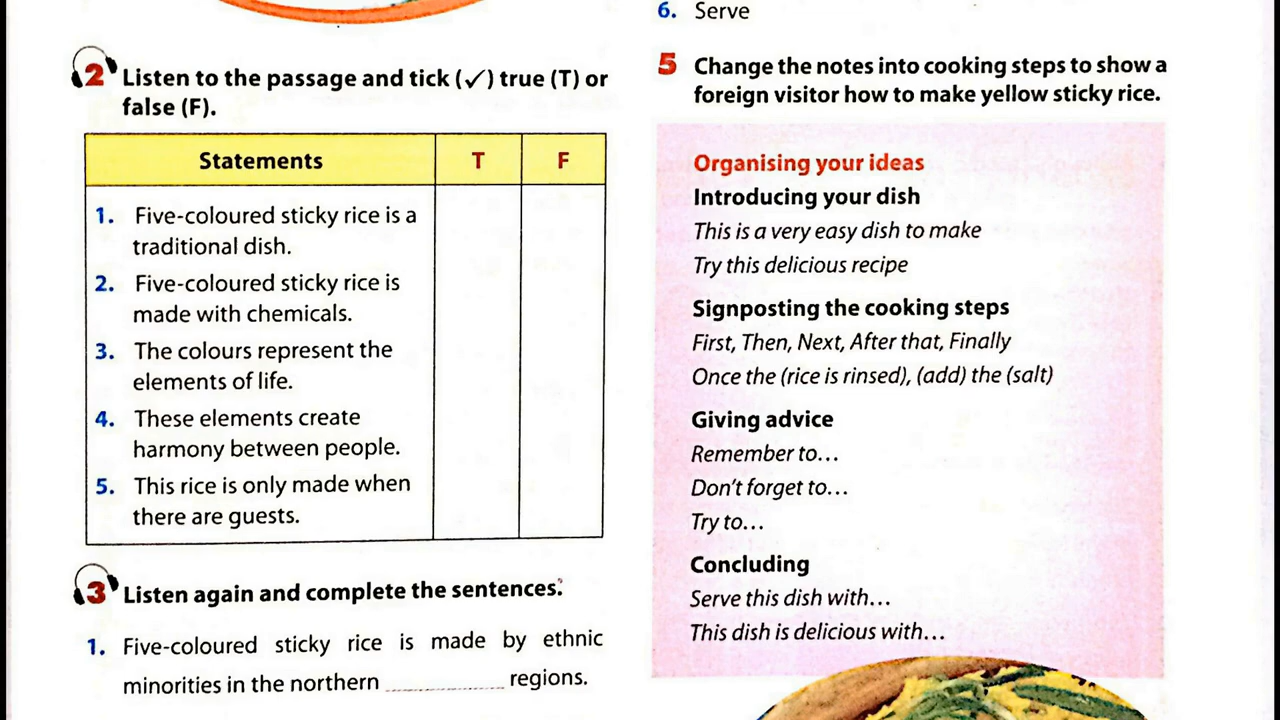 2 Listen to the passage and tick (✓) true (T) or
false (F).
Statements T F
1. Five-coloured sticky rice is a
traditional dish.
2. Five-coloured sticky rice is
made with chemicals.
3. The colours represent the
elements of life.
4. These elements create
harmony between people.
5. This rice is only made when
there are guests.
3 Listen again and complete the sentences.
1. Five-coloured sticky rice is made by ethnic
minorities in the northern ............ regions.
6. Serve
5 Change the notes into cooking steps to show a
foreign visitor how to make yellow sticky rice.
Organising your ideas
Introducing your dish
This is a very easy dish to make
Try this delicious recipe
Signposting the cooking steps
First, Then, Next, After that, Finally
Once the (rice is rinsed), (add) the (salt)
Giving advice
Remember to…
Don't forget to…
Try to…
Concluding
Serve this dish with…
This dish is delicious with…